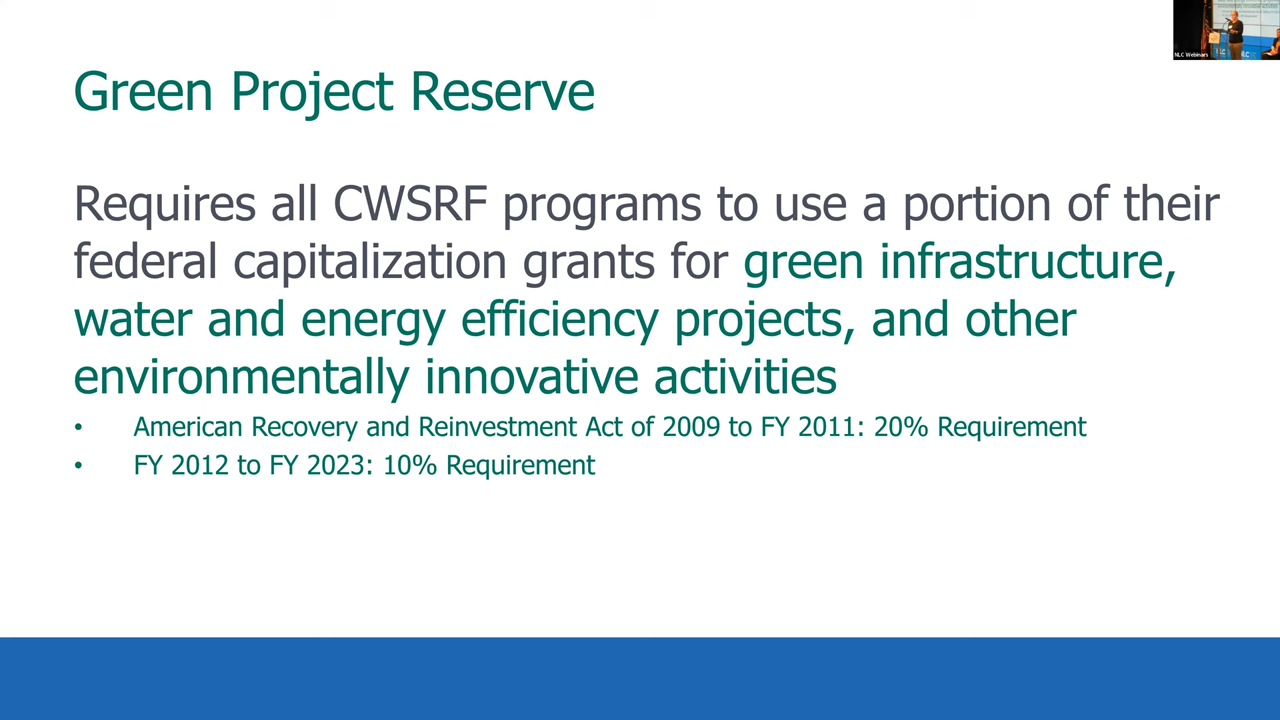 Green Project Reserve
Requires all CWSRF programs to use a portion of their
federal capitalization grants for green infrastructure,
water and energy efficiency projects, and other
environmentally innovative activities
• American Recovery and Reinvestment Act of 2009 to FY 2011: 20% Requirement
• FY 2012 to FY 2023: 10% Requirement
NLC Webinars